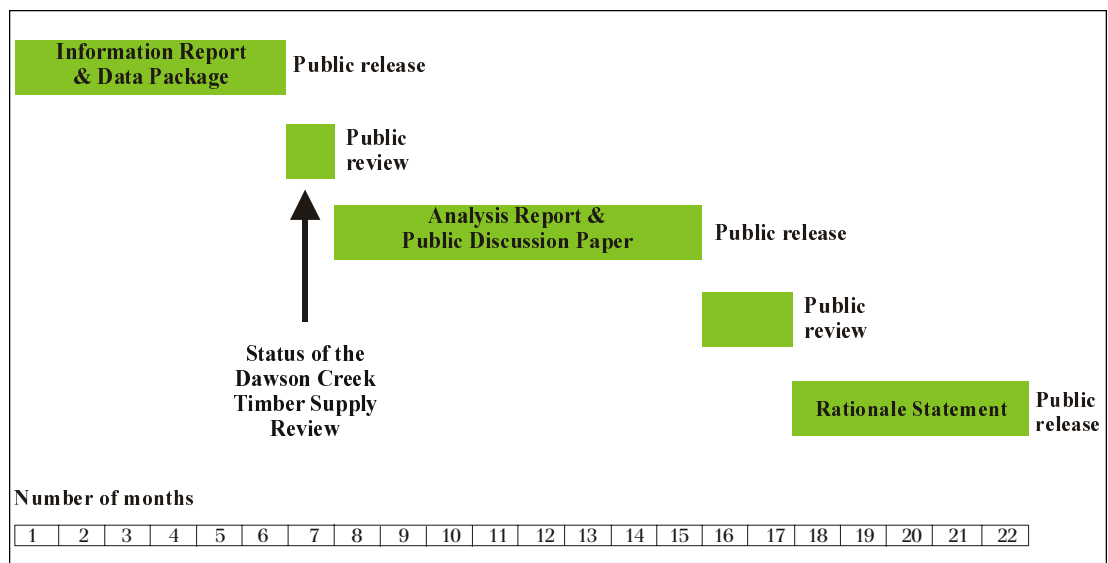 Information Report
& Data Package
Public release
Public
review
Analysis Report &
Public Discussion Paper
Public release
Public
review
Status of the
Dawson Creek
Timber Supply
Review
Rationale Statement
Public
release
Number of months
1 2 3 4 5 6 7 8 9 10 11 12 13 14 15 16 17 18 19 20 21 22